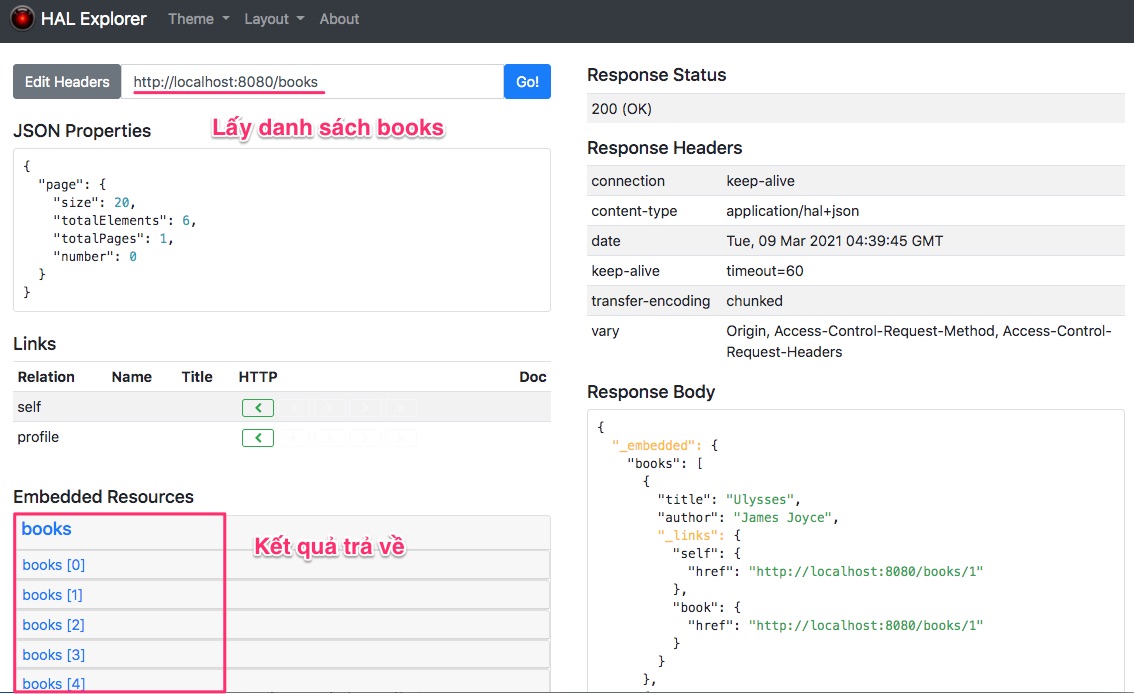 HAL Explorer Theme Layout About
Edit Headers http://localhost:8080/books Go!
Lấy danh sách books
JSON Properties
{
  "page": {
    "size": 20,
    "totalElements": 6,
    "totalPages": 1,
    "number": 0
  }
}
Links
Relation Name Title HTTP Doc
self <
profile <
Embedded Resources
books
Kết quả trả về
books [0]
books [1]
books [2]
books [3]
books [4]
Response Status
200 (OK)
Response Headers
connection keep-alive
content-type application/hal+json
date Tue, 09 Mar 2021 04:39:45 GMT
keep-alive timeout=60
transfer-encoding chunked
vary Origin, Access-Control-Request-Method, Access-Control-
Request-Headers
Response Body
{
  "_embedded": {
    "books": [
      {
        "title": "Ulysses",
        "author": "James Joyce",
        "_links": {
          "self": {
            "href": "http://localhost:8080/books/1"
          },
          "book": {
            "href": "http://localhost:8080/books/1"
          }
        }
      },